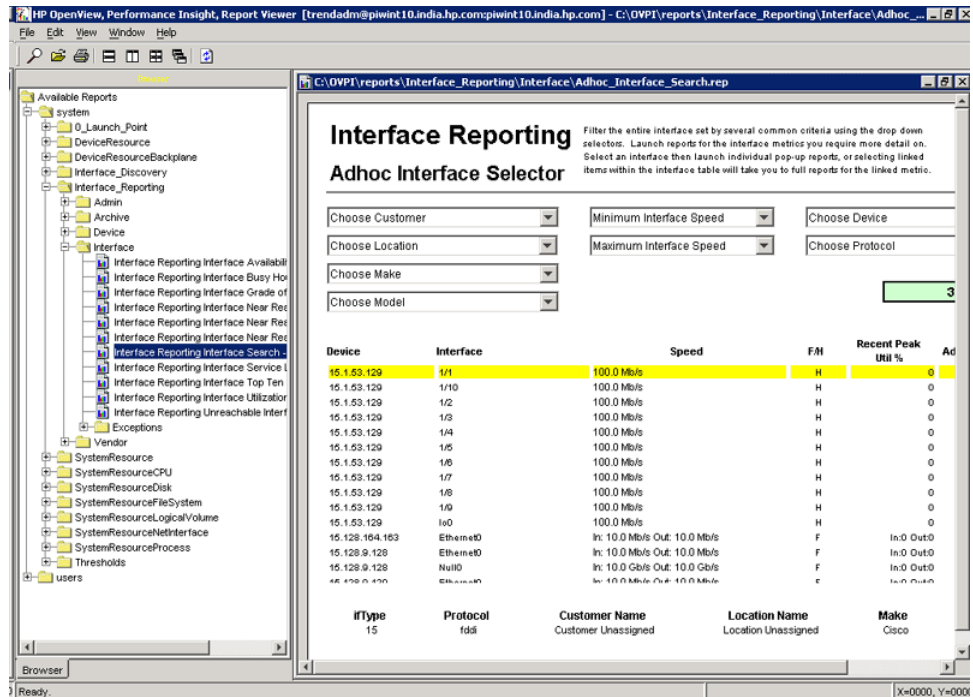 HP OpenView, Performance Insight, Report Viewer [trendadm@piwint10.india.hp.com:piwint10.india.hp.com] - C:\OVPI\reports\Interface_Reporting\Interface\Adhoc_...
File Edit View Window Help
Available Reports
system
0_Launch_Point
DeviceResource
DeviceResourceBackplane
Interface_Discovery
Interface_Reporting
Admin
Archive
Device
Interface
Interface Reporting Interface Availabili
Interface Reporting Interface Busy Hou
Interface Reporting Interface Grade of
Interface Reporting Interface Near Rea
Interface Reporting Interface Near Rea
Interface Reporting Interface Near Rea
Interface Reporting Interface Search -
Interface Reporting Interface Service L
Interface Reporting Interface Top Ten
Interface Reporting Interface Utilization
Interface Reporting Unreachable Interf
Exceptions
Vendor
SystemResource
SystemResourceCPU
SystemResourceDisk
SystemResourceFileSystem
SystemResourceLogicalVolume
SystemResourceNetInterface
SystemResourceProcess
Thresholds
users
Browser
C:\OVPI\reports\Interface_Reporting\Interface\Adhoc_Interface_Search.rep
Interface Reporting
Adhoc Interface Selector
Filter the entire interface set by several common criteria using the drop down
selectors. Launch reports for the interface metrics you require more detail on.
Select an interface then launch individual pop-up reports, or selecting linked
items within the interface table will take you to full reports for the linked metric.
Choose Customer Minimum Interface Speed Choose Device
Choose Location Maximum Interface Speed Choose Protocol
Choose Make
Choose Model
3
Device Interface Speed F/H Recent Peak Util % Ad
15.1.53.129 1/1 100.0 Mb/s H 0
15.1.53.129 1/10 100.0 Mb/s H 0
15.1.53.129 1/2 100.0 Mb/s H 0
15.1.53.129 1/3 100.0 Mb/s H 0
15.1.53.129 1/4 100.0 Mb/s H 0
15.1.53.129 1/5 100.0 Mb/s H 0
15.1.53.129 1/6 100.0 Mb/s H 0
15.1.53.129 1/7 100.0 Mb/s H 0
15.1.53.129 1/8 100.0 Mb/s H 0
15.1.53.129 1/9 100.0 Mb/s H 0
15.1.53.129 lo0 100.0 Mb/s H 0
15.128.164.163 Ethernet0 In: 10.0 Mb/s Out: 10.0 Mb/s F In:0 Out:0
15.128.9.128 Ethernet0 In: 10.0 Mb/s Out: 10.0 Mb/s F In:0 Out:0
15.128.9.128 Null0 In: 10.0 Gb/s Out: 10.0 Gb/s F In:0 Out:0
ifType Protocol Customer Name Location Name Make
15 fddi Customer Unassigned Location Unassigned Cisco
Ready. X=0000, Y=000